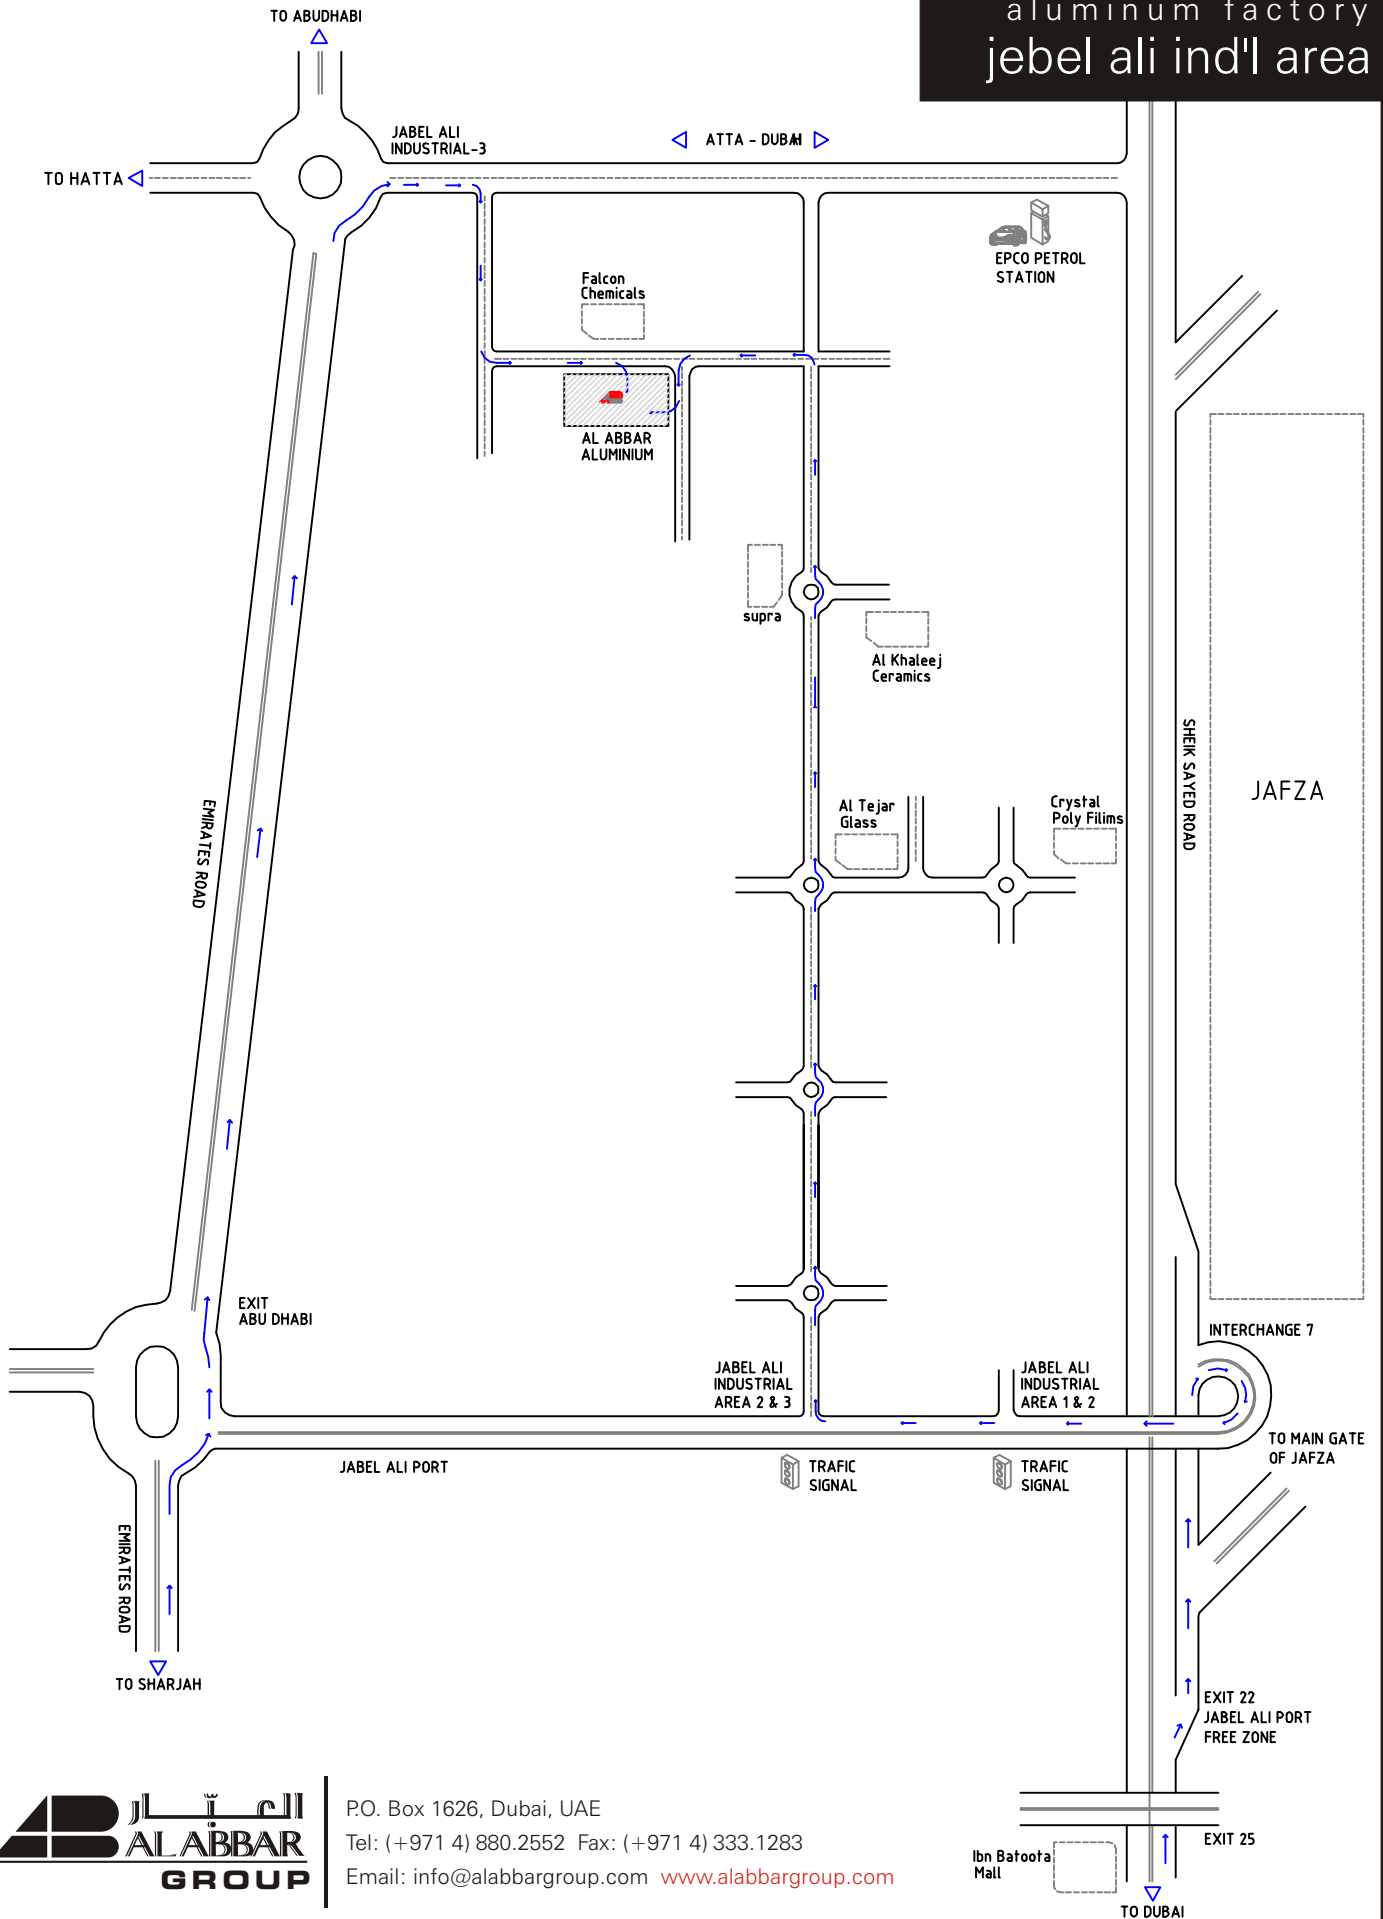 aluminum factory
jebel ali ind'l area
TO ABUDHABI
JABEL ALI
INDUSTRIAL-3
ATTA - DUBAI
TO HATTA
EPCO PETROL
STATION
Falcon
Chemicals
AL ABBAR
ALUMINIUM
supra
Al Khaleej
Ceramics
SHEIK SAYED ROAD
JAFZA
EMIRATES ROAD
Al Tejar
Glass
Crystal
Poly Filims
EXIT
ABU DHABI
INTERCHANGE 7
JABEL ALI
INDUSTRIAL
AREA 2 & 3
JABEL ALI
INDUSTRIAL
AREA 1 & 2
TO MAIN GATE
OF JAFZA
JABEL ALI PORT
TRAFIC
SIGNAL
TRAFIC
SIGNAL
EMIRATES ROAD
TO SHARJAH
EXIT 22
JABEL ALI PORT
FREE ZONE
EXIT 25
Ibn Batoota
Mall
TO DUBAI
العبّار
AL ABBAR
GROUP
P.O. Box 1626, Dubai, UAE
Tel: (+971 4) 880.2552 Fax: (+971 4) 333.1283
Email: info@alabbargroup.com www.alabbargroup.com